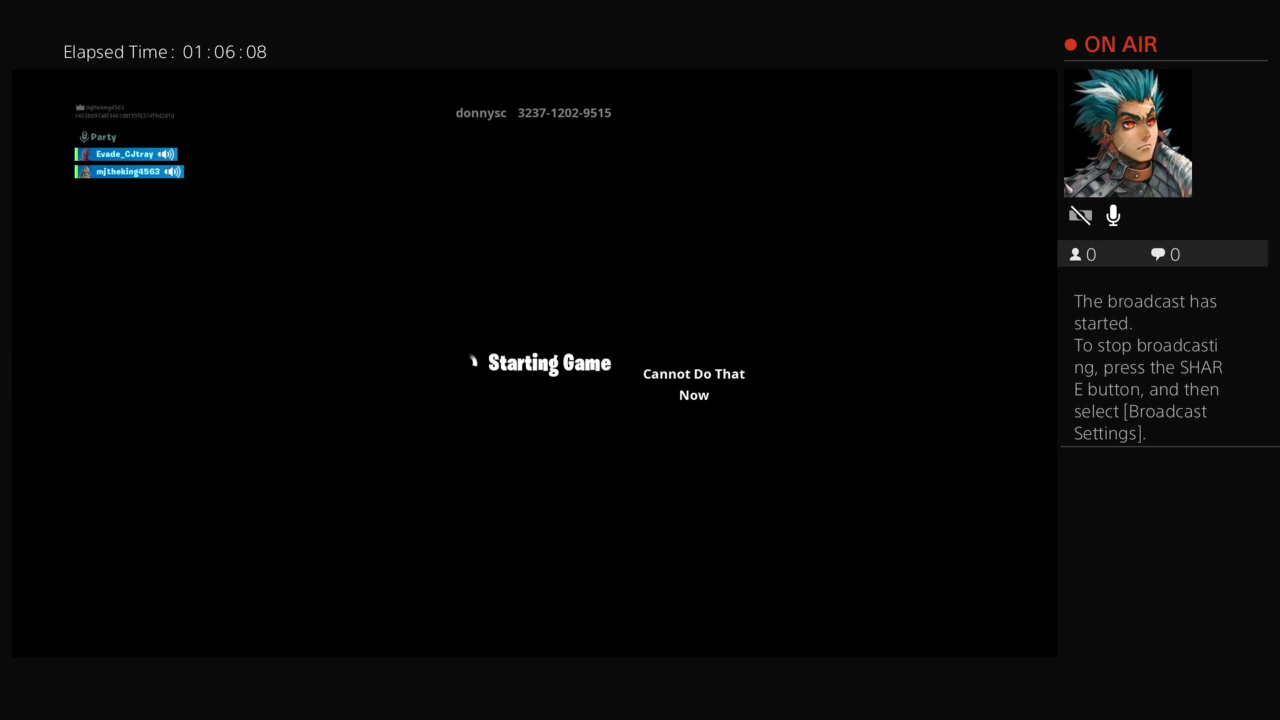 Elapsed Time: 01:06:08
ON AIR
mjtheking4563
donnysc 3237-1202-9515
Party
Evade_CJtray
mjtheking4563
0 0
The broadcast has
started.
To stop broadcasti
ng, press the SHAR
E button, and then
select [Broadcast
Settings].
Starting Game
Cannot Do That
Now